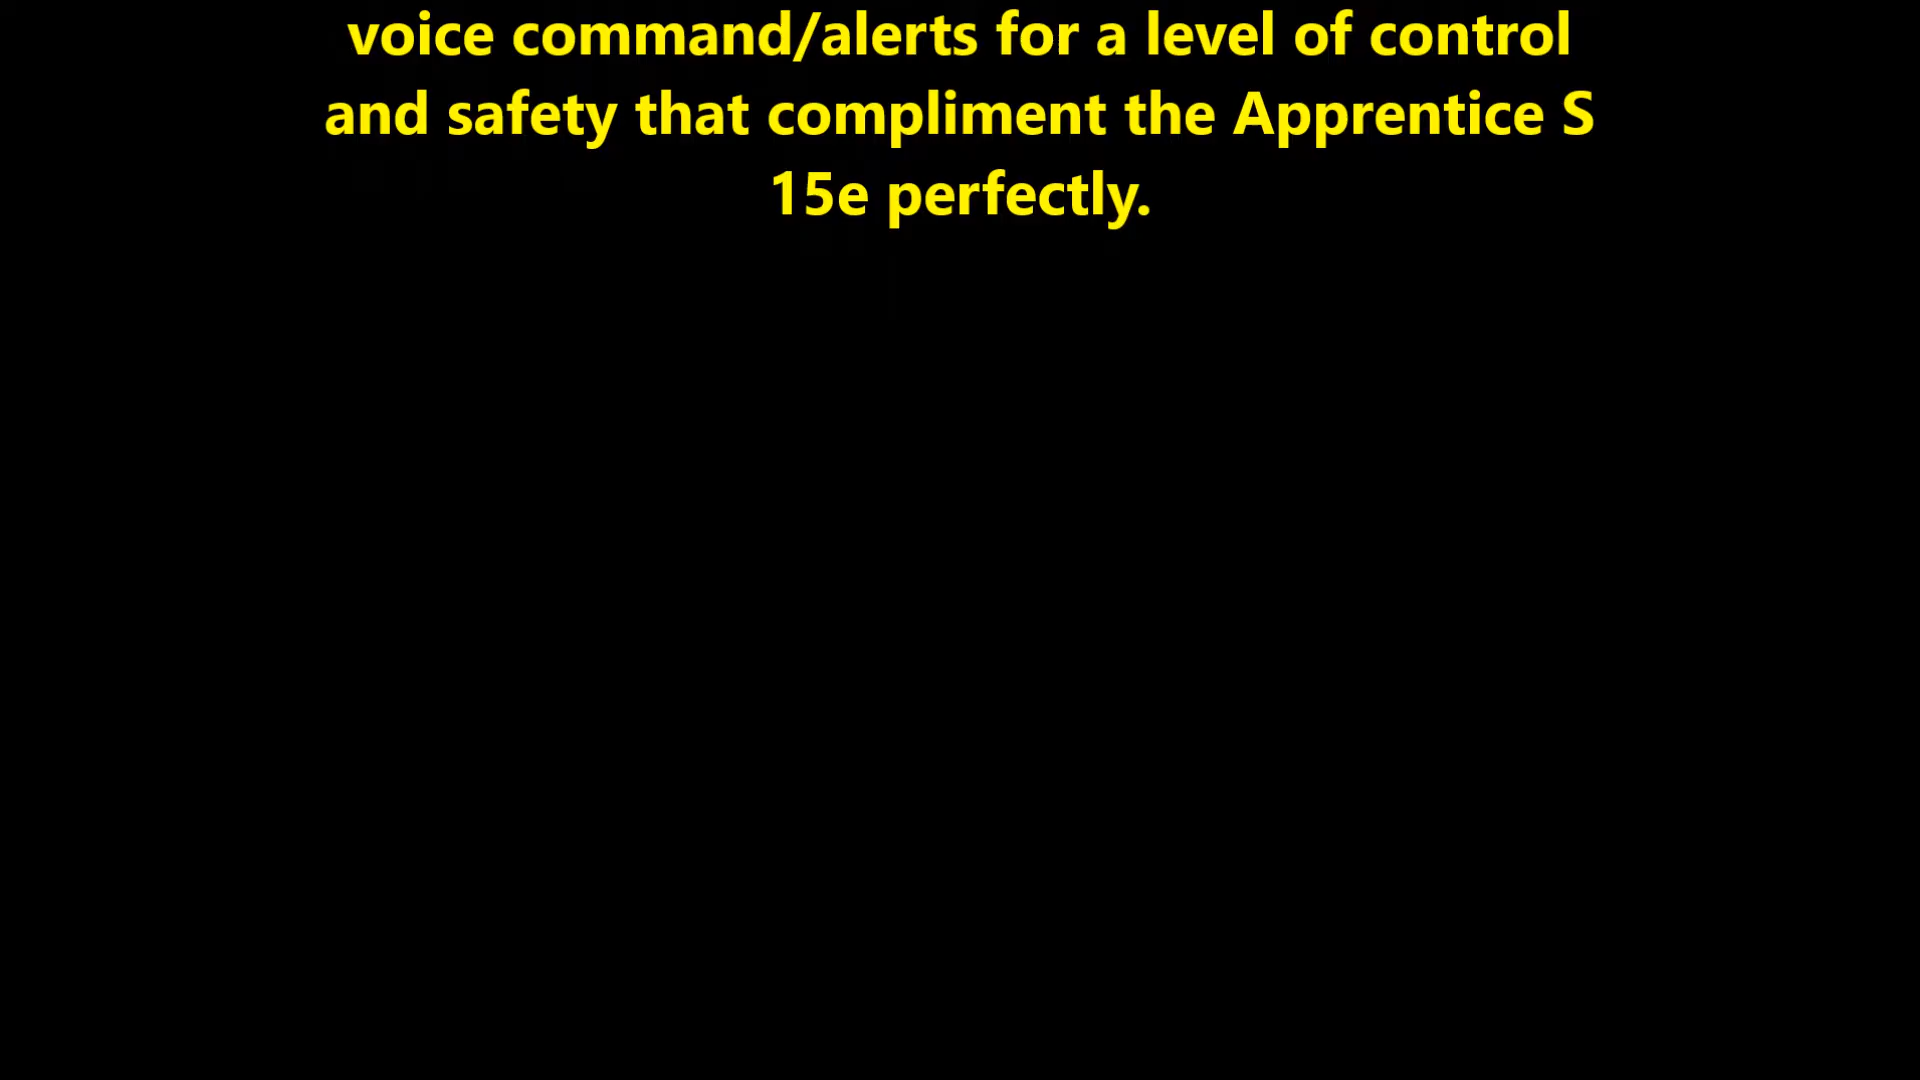 voice command/alerts for a level of control
and safety that compliment the Apprentice S
15e perfectly.